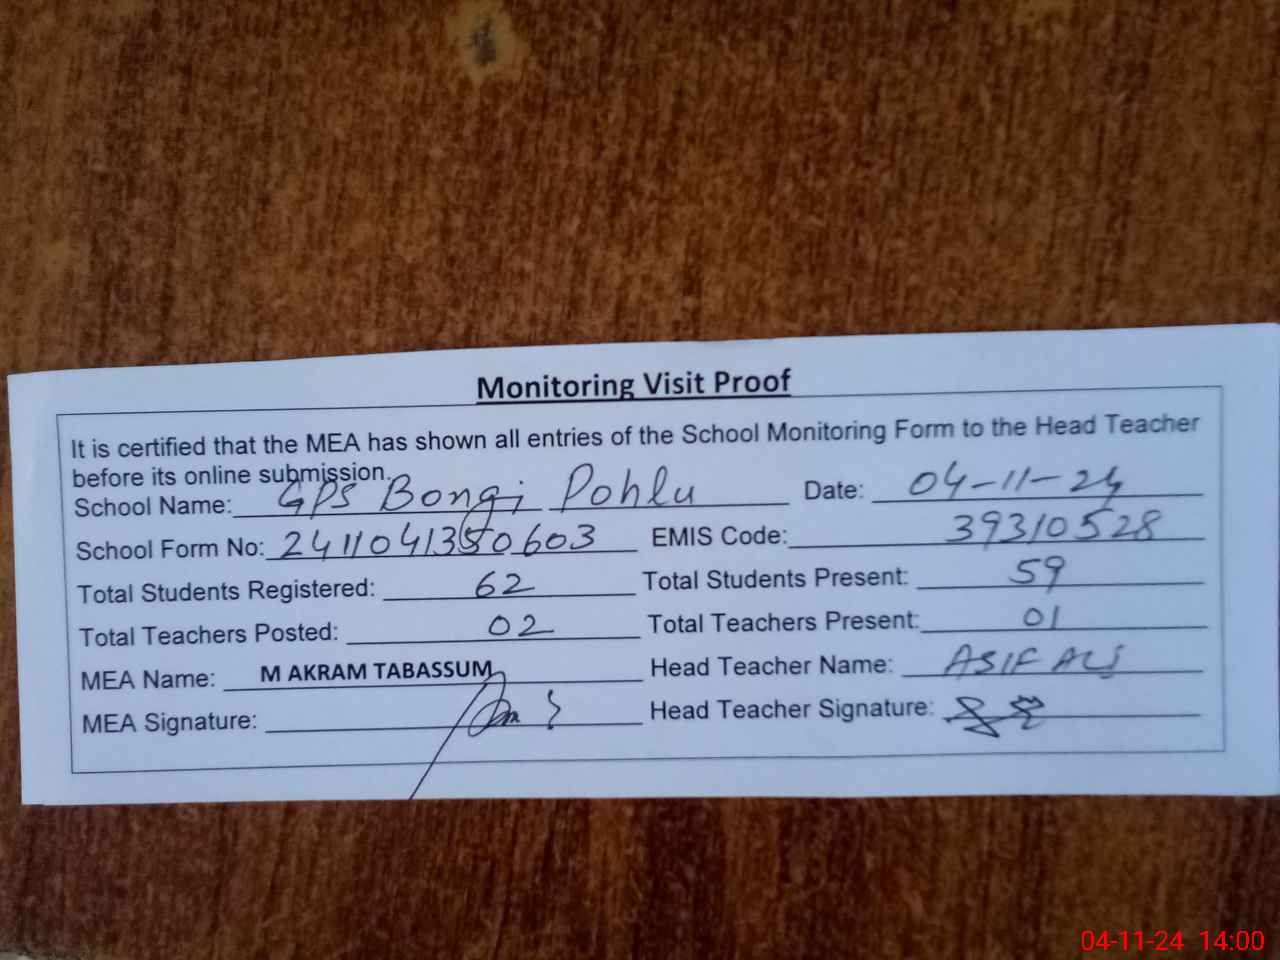 Monitoring Visit Proof
It is certified that the MEA has shown all entries of the School Monitoring Form to the Head Teacher
before its online submission.
School Name: GPS Bongi Pohlu Date: 04-11-24
School Form No: 2411041350603 EMIS Code: 39310528
Total Students Registered: 62 Total Students Present: 59
Total Teachers Posted: 02 Total Teachers Present: 01
MEA Name: M AKRAM TABASSUM Head Teacher Name: ASIF ALI
MEA Signature: Head Teacher Signature:
04-11-24 14:00